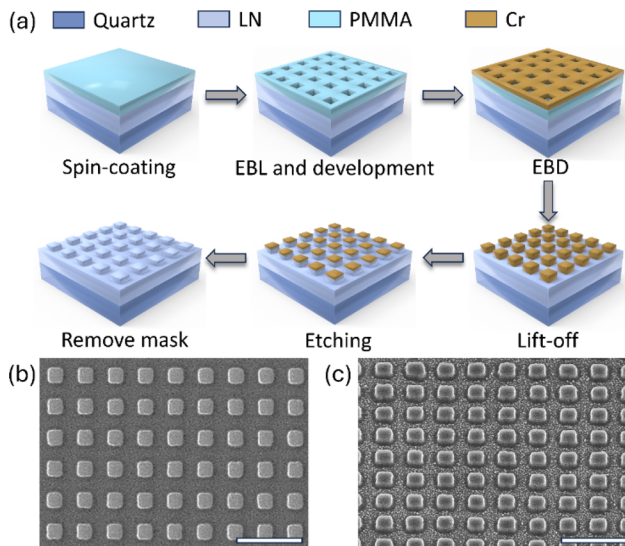 (a) Quartz LN PMMA Cr
Spin-coating EBL and development EBD
Remove mask Etching Lift-off
(b) (c)